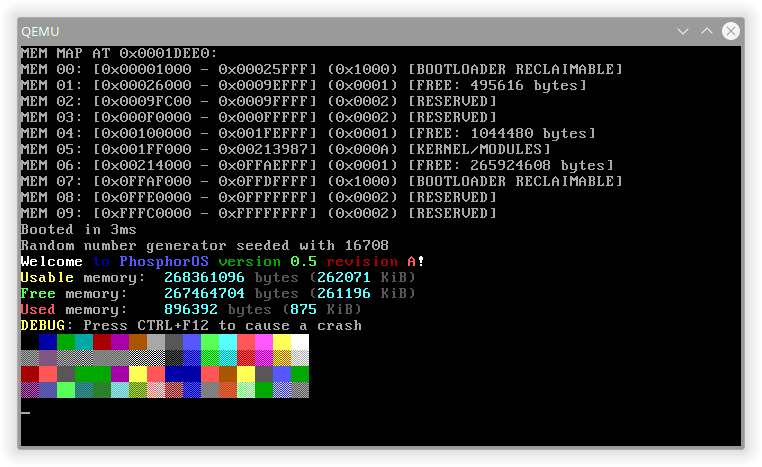 QEMU
MEM MAP AT 0x0001DEE0:
MEM 00: [0x00001000 - 0x00025FFF] (0x1000) [BOOTLOADER RECLAIMABLE]
MEM 01: [0x00026000 - 0x0009EFFF] (0x0001) [FREE: 495616 bytes]
MEM 02: [0x0009FC00 - 0x0009FFFF] (0x0002) [RESERVED]
MEM 03: [0x000F0000 - 0x000FFFFF] (0x0002) [RESERVED]
MEM 04: [0x00100000 - 0x001FEFFF] (0x0001) [FREE: 1044480 bytes]
MEM 05: [0x001FF000 - 0x00213987] (0x000A) [KERNEL/MODULES]
MEM 06: [0x00214000 - 0x0FFAEFFF] (0x0001) [FREE: 265924608 bytes]
MEM 07: [0x0FFAF000 - 0x0FFDFFFF] (0x1000) [BOOTLOADER RECLAIMABLE]
MEM 08: [0x0FFE0000 - 0x0FFFFFFF] (0x0002) [RESERVED]
MEM 09: [0xFFFC0000 - 0xFFFFFFFF] (0x0002) [RESERVED]
Booted in 3ms
Random number generator seeded with 16708
Welcome to PhosphorOS version 0.5 revision A!
Usable memory: 268361096 bytes (262071 KiB)
Free memory: 267464704 bytes (261196 KiB)
Used memory: 896392 bytes (875 KiB)
DEBUG: Press CTRL+F12 to cause a crash